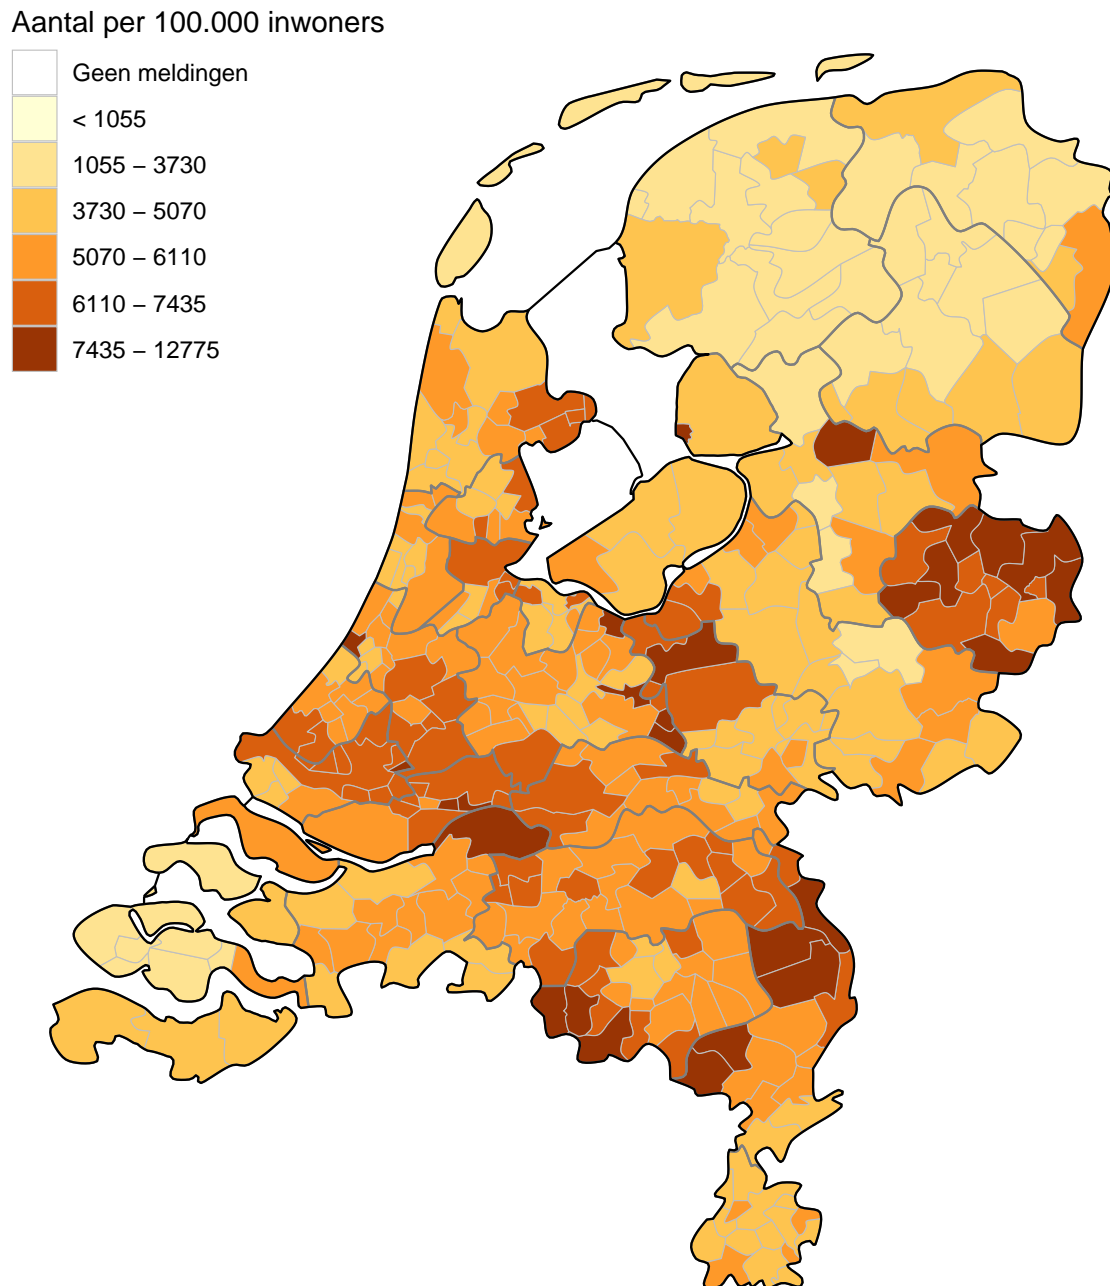 Aantal per 100.000 inwoners
Geen meldingen
< 1055
1055 – 3730
3730 – 5070
5070 – 6110
6110 – 7435
7435 – 12775